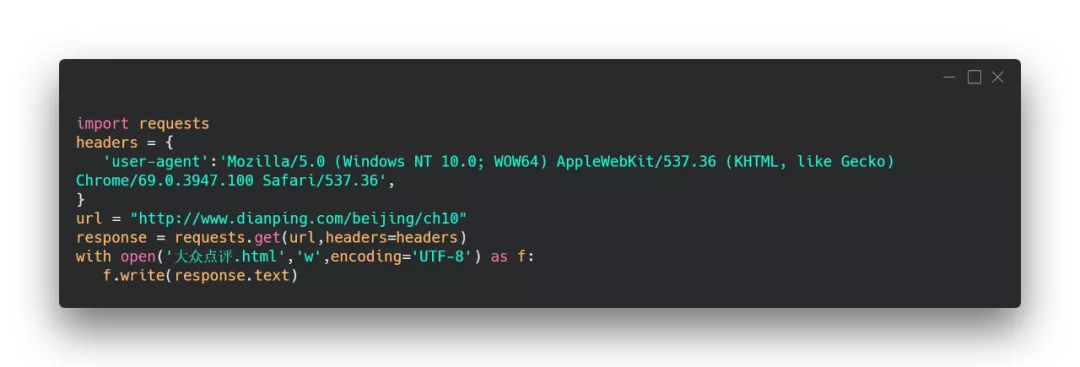 import requests
headers = {
   'user-agent':'Mozilla/5.0 (Windows NT 10.0; WOW64) AppleWebKit/537.36 (KHTML, like Gecko)
Chrome/69.0.3947.100 Safari/537.36',
}
url = "http://www.dianping.com/beijing/ch10"
response = requests.get(url,headers=headers)
with open('大众点评.html','w',encoding='UTF-8') as f:
   f.write(response.text)